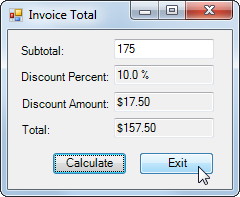 Invoice Total
Subtotal: 175
Discount Percent: 10.0 %
Discount Amount: $17.50
Total: $157.50
Calculate Exit